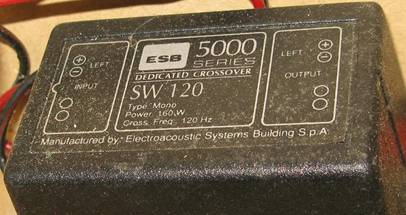 LEFT
INPUT
ESB 5000
SERIES
DEDICATED CROSSOVER
SW 120
Type: Mono
Power. 160 W
Cross. Freq. 120 Hz
LEFT
OUTPUT
Manufactured by: Electroacoustic Systems Building S.p.A.